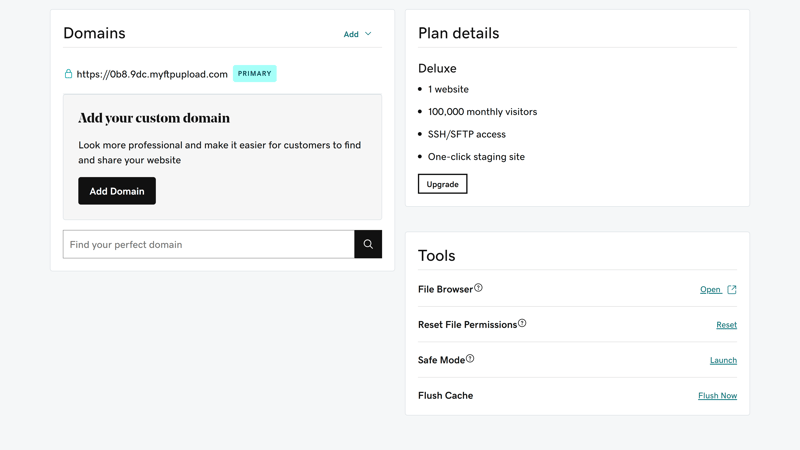 Domains
Add
https://0b8.9dc.myftpupload.com PRIMARY
Add your custom domain
Look more professional and make it easier for customers to find
and share your website
Add Domain
Find your perfect domain
Plan details
Deluxe
1 website
100,000 monthly visitors
SSH/SFTP access
One-click staging site
Upgrade
Tools
File Browser Open
Reset File Permissions Reset
Safe Mode Launch
Flush Cache Flush Now